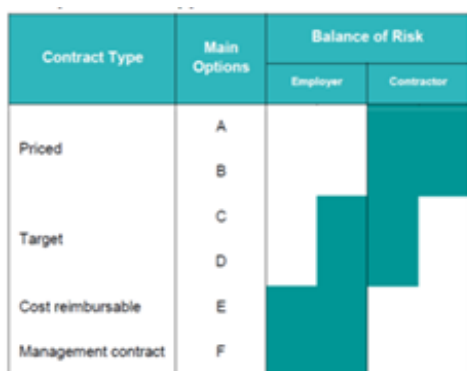 Contract Type
Main Options
Balance of Risk
Employer
Contractor
Priced
A
B
Target
C
D
Cost reimbursable
E
Management contract
F